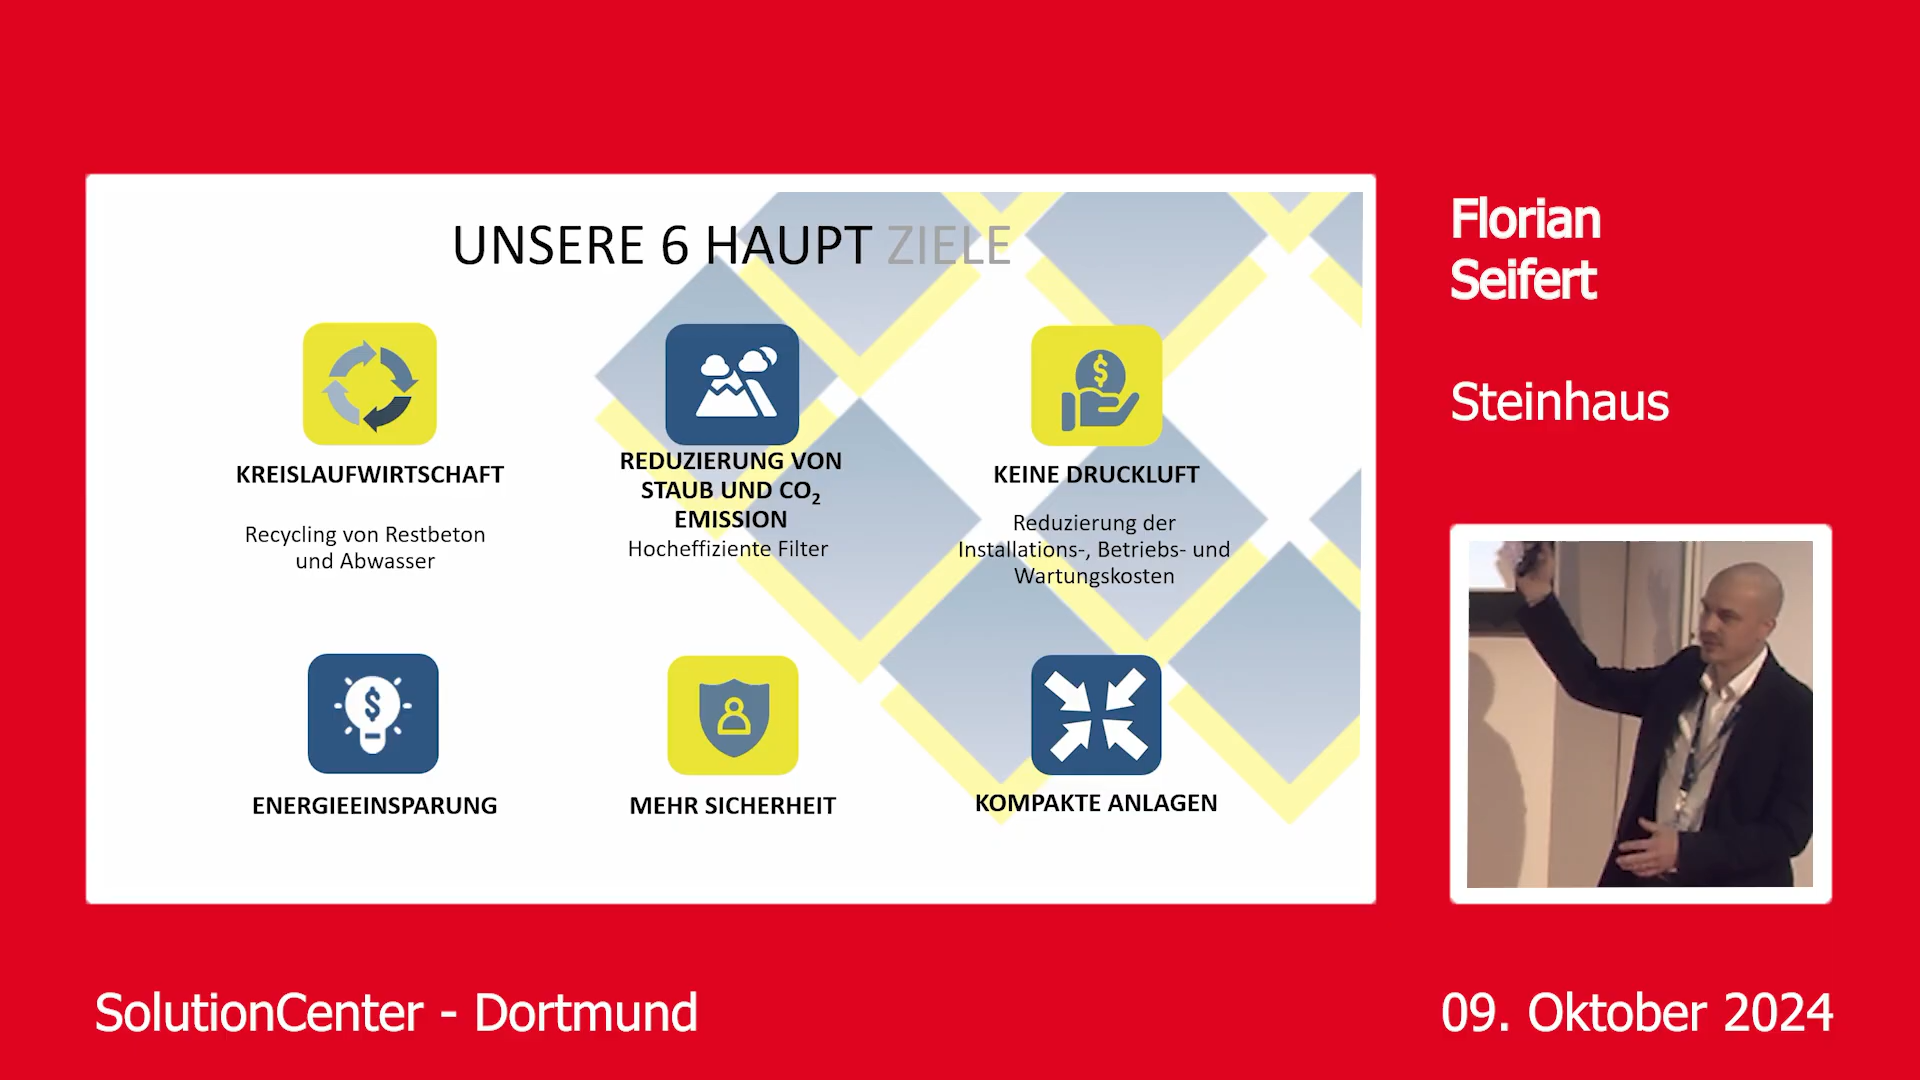 UNSERE 6 HAUPT ZIELE
KREISLAUFWIRTSCHAFT
Recycling von Restbeton
und Abwasser
REDUZIERUNG VON
STAUB UND CO₂
EMISSION
Hocheffiziente Filter
KEINE DRUCKLUFT
Reduzierung der
Installations-, Betriebs- und
Wartungskosten
ENERGIEEINSPARUNG
MEHR SICHERHEIT
KOMPAKTE ANLAGEN
Florian
Seifert
Steinhaus
SolutionCenter - Dortmund
09. Oktober 2024